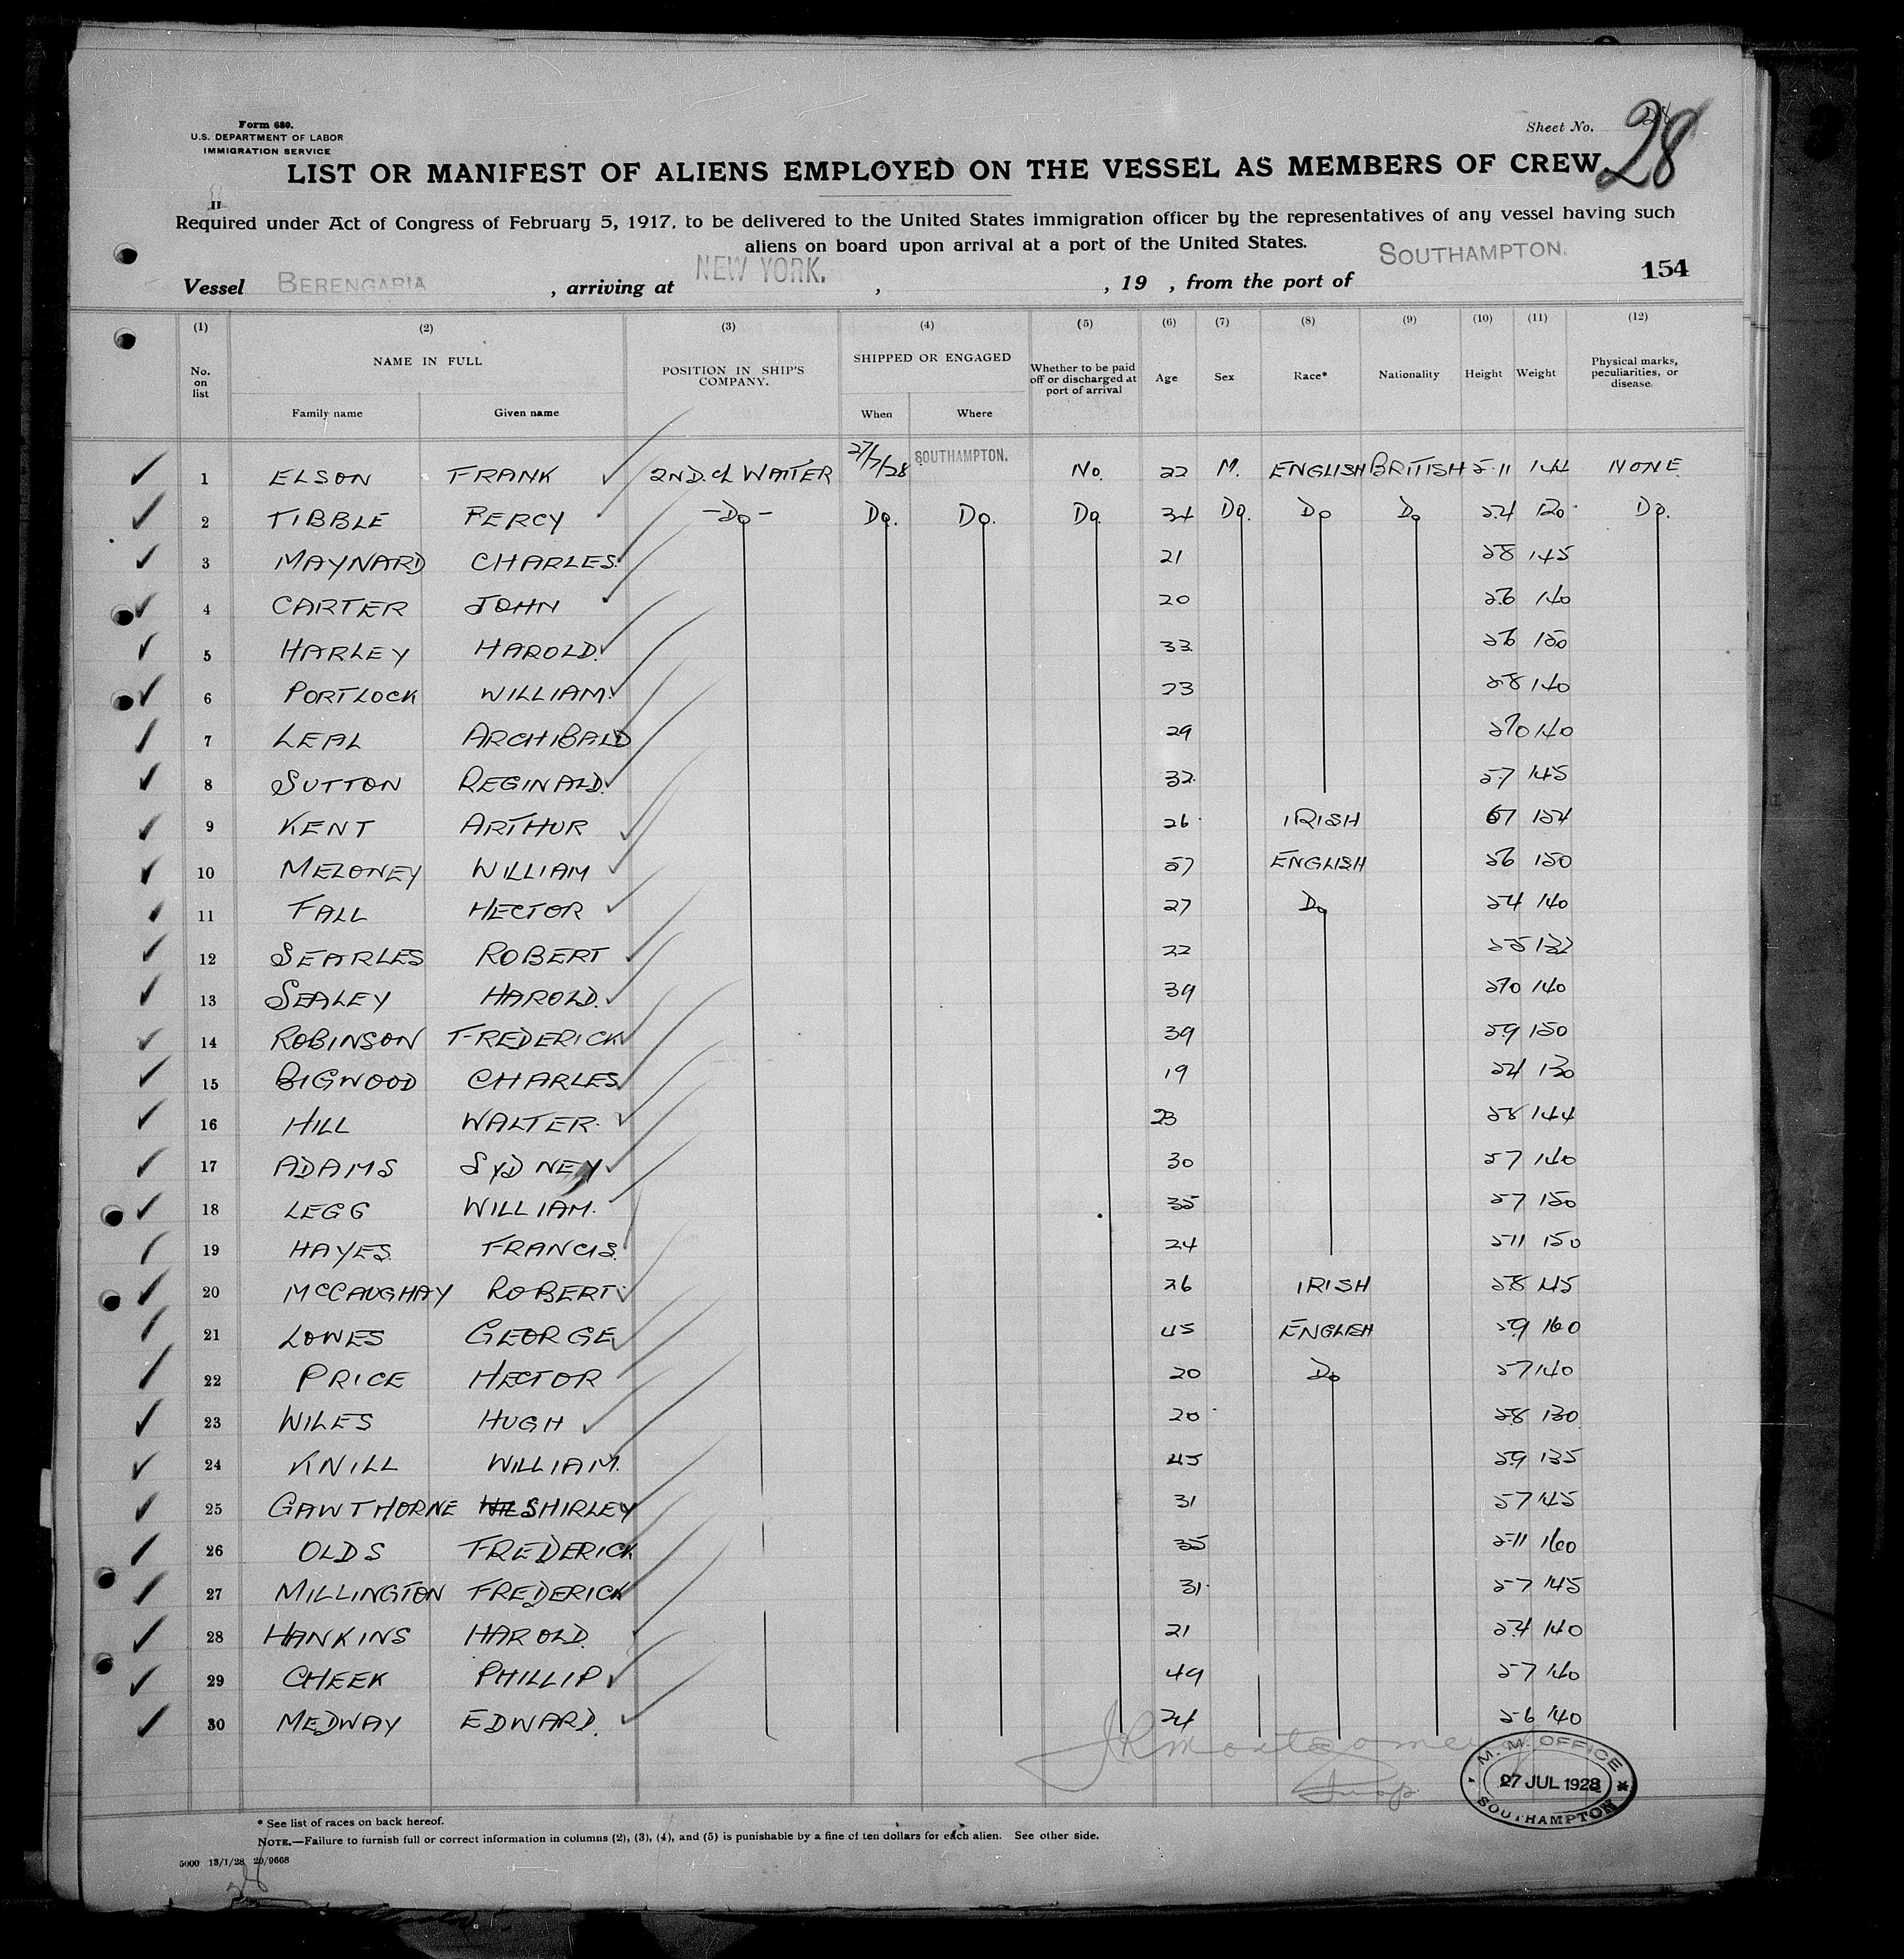 Form 680.
U.S. DEPARTMENT OF LABOR
IMMIGRATION SERVICE
Sheet No. 28
LIST OR MANIFEST OF ALIENS EMPLOYED ON THE VESSEL AS MEMBERS OF CREW
Required under Act of Congress of February 5, 1917, to be delivered to the United States immigration officer by the representatives of any vessel having such
aliens on board upon arrival at a port of the United States.
Vessel BERENGARIA, arriving at NEW YORK. , , 19 , from the port of SOUTHAMPTON. 154
(1) (2) (3) (4) (5) (6) (7) (8) (9) (10) (11) (12)
No. on list NAME IN FULL POSITION IN SHIP'S COMPANY. SHIPPED OR ENGAGED Whether to be paid off or discharged at port of arrival Age Sex Race* Nationality Height Weight Physical marks, peculiarities, or disease.
Family name Given name When Where
1 ELSON FRANK 2ND. cl WAITER 27/7/28 SOUTHAMPTON. No. 22 M. ENGLISH BRITISH 5-11 144 NONE
2 TIBBLE PERCY -Do- Do. Do. Do. 34 Do. Do Do 5.4 120 Do.
3 MAYNARD CHARLES. 21 5.8 145
4 CARTER JOHN 20 5.6 140
5 HARLEY HAROLD. 33 5.6 150
6 PORTLOCK WILLIAM. 23 5.8 140
7 LEAL ARCHIBALD 29 5.10 140
8 SUTTON REGINALD. 32 5.7 145
9 KENT ARTHUR 26 IRISH 5.7 154
10 MELONEY WILLIAM 57 ENGLISH 5.6 150
11 FALL HECTOR 27 Do 5.4 140
12 SEARLES ROBERT 22 5.5 132
13 SEALEY HAROLD. 39 5.10 140
14 ROBINSON FREDERICK 39 5.9 150
15 BIGWOOD CHARLES 19 5.4 130
16 HILL WALTER. 23 5.8 144
17 ADAMS SYDNEY 30 5.7 140
18 LEGG WILLIAM. 35 5.7 150
19 HAYES FRANCIS. 24 5.11 150
20 McCAUGHAY ROBERT 26 IRISH 5.8 145
21 LOWES GEORGE 45 ENGLISH 5.9 160
22 PRICE HECTOR 20 Do 5.7 140
23 WILES HUGH 20 5.8 130
24 KNILL WILLIAM. 45 5.9 135
25 GAWTHORNE SHIRLEY 31 5.7 145
26 OLDS FREDERICK 35 5.11 160
27 MILLINGTON FREDERICK 31 5.7 145
28 HANKINS HAROLD. 21 5.4 140
29 CHEEK PHILLIP 49 5.7 140
30 MEDWAY EDWARD. 24 5.6 140
M. M. OFFICE
27 JUL 1928
SOUTHAMPTON
* See list of races on back hereof.
NOTE.—Failure to furnish full or correct information in columns (2), (3), (4), and (5) is punishable by a fine of ten dollars for each alien. See other side.
5000 13/1/28 20/9668